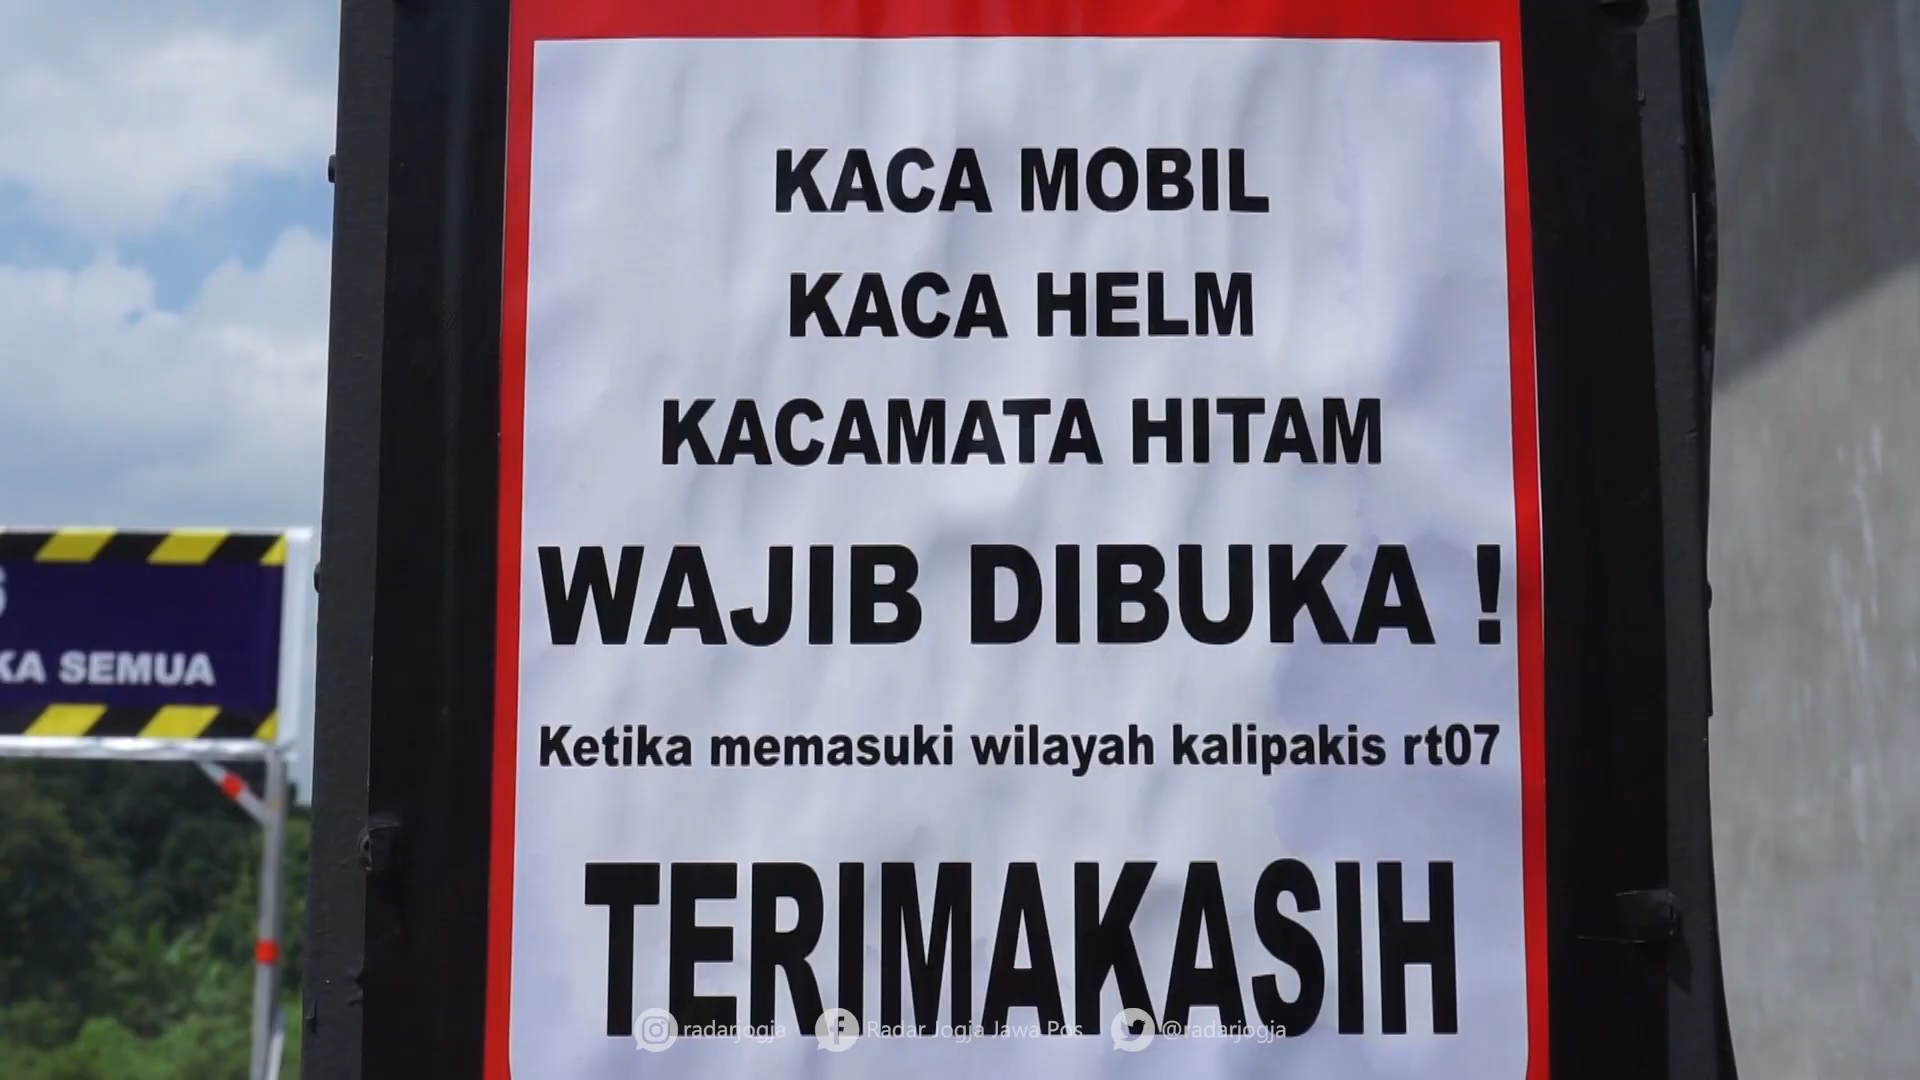 KACA MOBIL
KACA HELM
KACAMATA HITAM
WAJIB DIBUKA !
Ketika memasuki wilayah kalipakis rt07
TERIMAKASIH
SEMUA
radarjogja Radar Jogja Jawa Pos @radarjogja